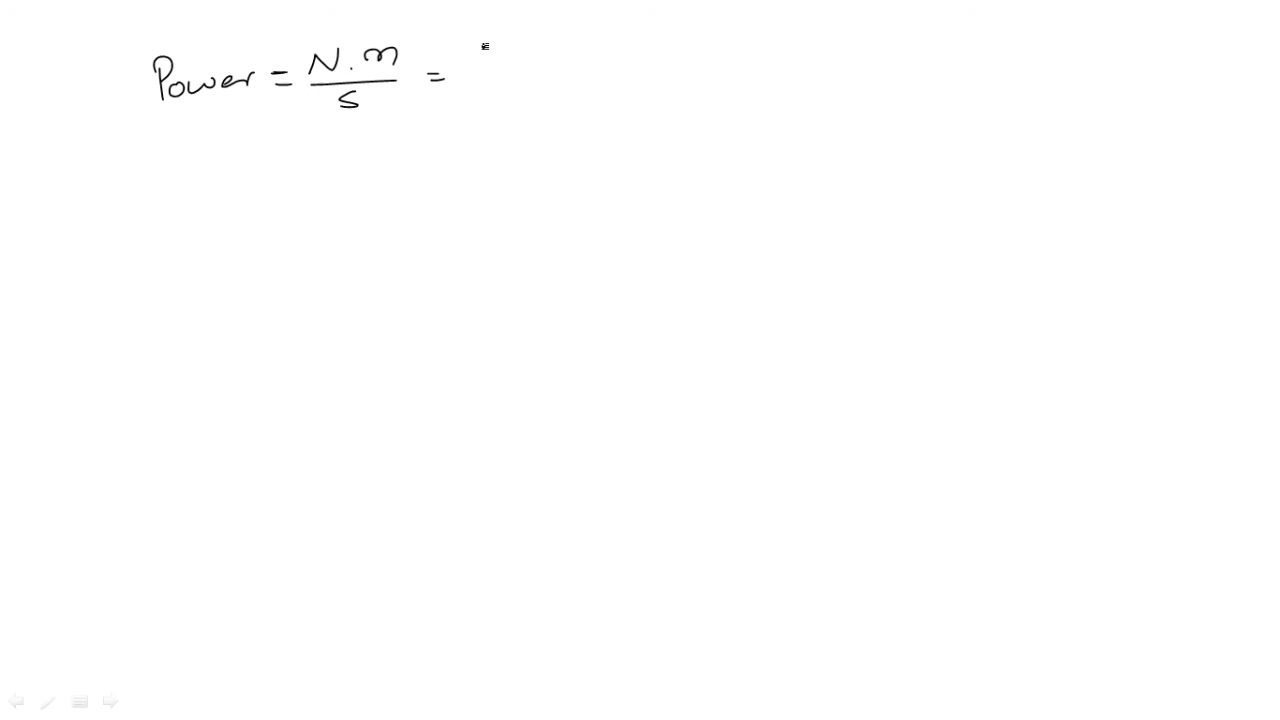 Power = N.m / s =